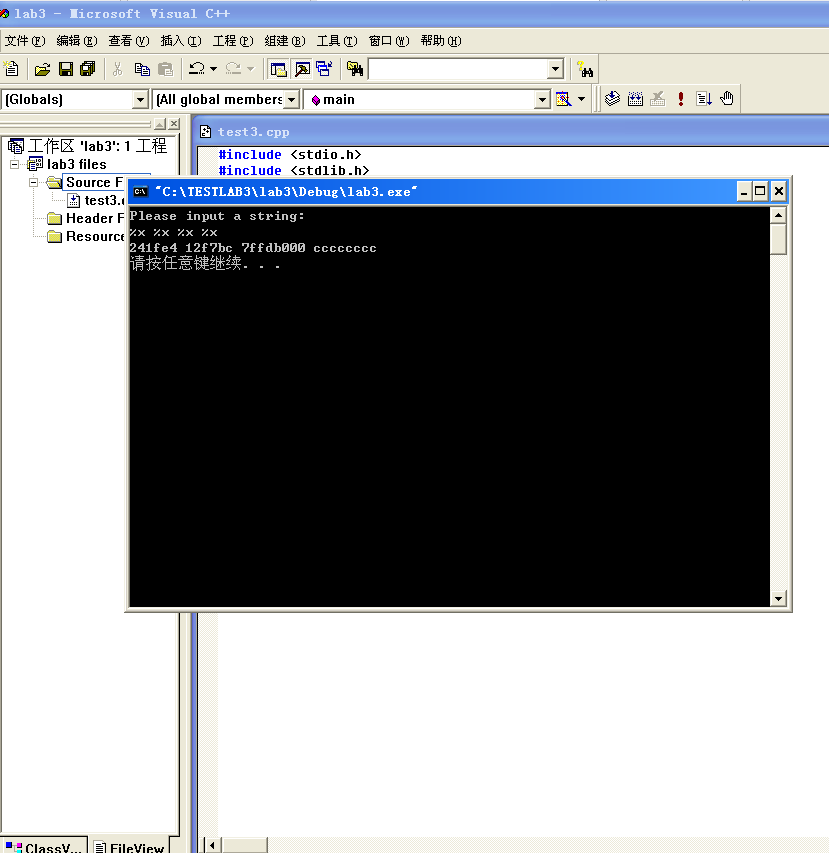 lab3 - Microsoft Visual C++
文件(F) 编辑(E) 查看(V) 插入(I) 工程(P) 组建(B) 工具(T) 窗口(W) 帮助(H)
(Globals) (All global members main
工作区 'lab3': 1 工程
lab3 files
Source F
test3.c
Header F
Resource
test3.cpp
#include <stdio.h>
#include <stdlib.h>
"C:\TESTLAB3\lab3\Debug\lab3.exe"
Please input a string:
%x %x %x %x
241fe4 12f7bc 7ffdb000 cccccccc
请按任意键继续. . .
ClassV... FileView